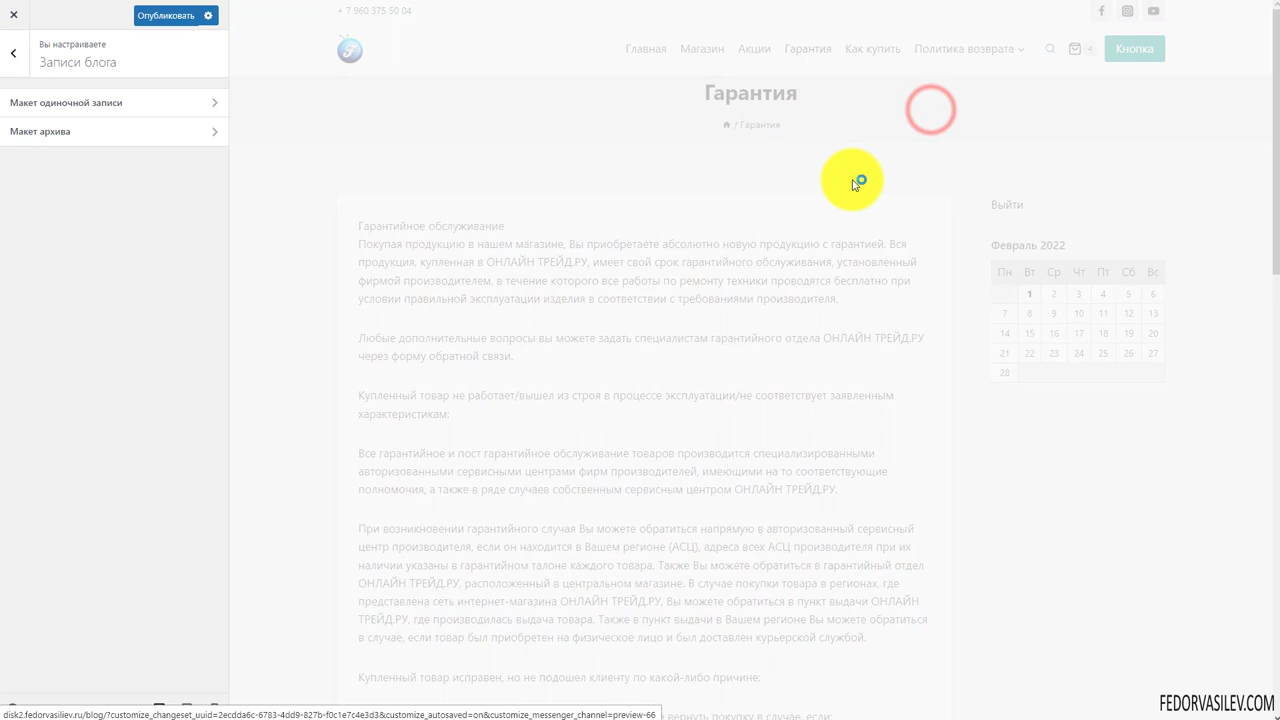 Опубликовать
Вы настраиваете
Записи блога
Макет одиночной записи
Макет архива
+ 7 960 375 50 04
Главная Магазин Акции Гарантия Как купить Политика возврата 4 Кнопка
Гарантия
/ Гарантия
Гарантийное обслуживание
Покупая продукцию в нашем магазине, Вы приобретаете абсолютно новую продукцию с гарантией. Вся
продукция, купленная в ОНЛАЙН ТРЕЙД.РУ, имеет свой срок гарантийного обслуживания, установленный
фирмой производителем, в течение которого все работы по ремонту техники проводятся бесплатно при
условии правильной эксплуатации изделия в соответствии с требованиями производителя.
Любые дополнительные вопросы вы можете задать специалистам гарантийного отдела ОНЛАЙН ТРЕЙД.РУ
через форму обратной связи.
Купленный товар не работает/вышел из строя в процессе эксплуатации/не соответствует заявленным
характеристикам:
Все гарантийное и пост гарантийное обслуживание товаров производится специализированными
авторизованными сервисными центрами фирм производителей, имеющими на то соответствующие
полномочия, а также в ряде случаев собственным сервисным центром ОНЛАЙН ТРЕЙД.РУ.
При возникновении гарантийного случая Вы можете обратиться напрямую в авторизованный сервисный
центр производителя, если он находится в Вашем регионе (АСЦ), адреса всех АСЦ производителя при их
наличии указаны в гарантийном талоне каждого товара. Также Вы можете обратиться в гарантийный отдел
ОНЛАЙН ТРЕЙД.РУ, расположенный в центральном магазине. В случае покупки товара в регионах, где
представлена сеть интернет-магазина ОНЛАЙН ТРЕЙД.РУ, Вы можете обратиться в пункт выдачи ОНЛАЙН
ТРЕЙД.РУ, где производилась выдача товара. Также в пункт выдачи в Вашем регионе Вы можете обратиться
в случае, если товар был приобретен на физическое лицо и был доставлен курьерской службой.
Купленный товар исправен, но не подошел клиенту по какой-либо причине:
вернуть покупку в случае, если:
Выйти
Февраль 2022
Пн Вт Ср Чт Пт Сб Вс
1 2 3 4 5 6
7 8 9 10 11 12 13
14 15 16 17 18 19 20
21 22 23 24 25 26 27
28
disk2.fedorvasiliev.ru/blog/?customize_changeset_uuid=2ecdda6c-6783-4dd9-827b-f0c1e7c4e3d3&customize_autosaved=on&customize_messenger_channel=preview-66
FEDORVASILEV.COM